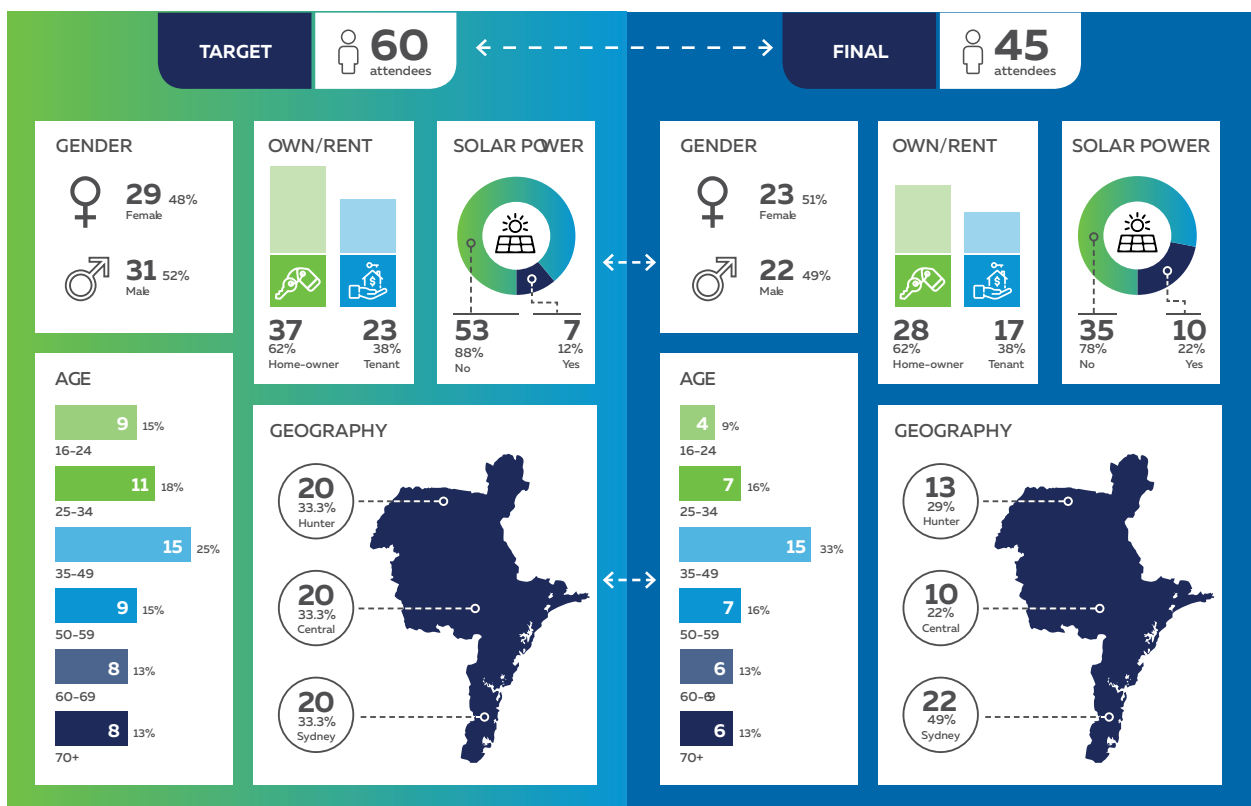 TARGET
60
attendees
FINAL
45
attendees
GENDER
29 48%
Female
31 52%
Male
OWN/RENT
37
62%
Home-owner
23
38%
Tenant
SOLAR POWER
53
88%
No
7
12%
Yes
AGE
9 15%
16-24
11 18%
25-34
15 25%
35-49
9 15%
50-59
8 13%
60-69
8 13%
70+
GEOGRAPHY
20
33.3%
Hunter
20
33.3%
Central
20
33.3%
Sydney
GENDER
23 51%
Female
22 49%
Male
OWN/RENT
28
62%
Home-owner
17
38%
Tenant
SOLAR POWER
35
78%
No
10
22%
Yes
AGE
4 9%
16-24
7 16%
25-34
15 33%
35-49
7 16%
50-59
6 13%
60-69
6 13%
70+
GEOGRAPHY
13
29%
Hunter
10
22%
Central
22
49%
Sydney